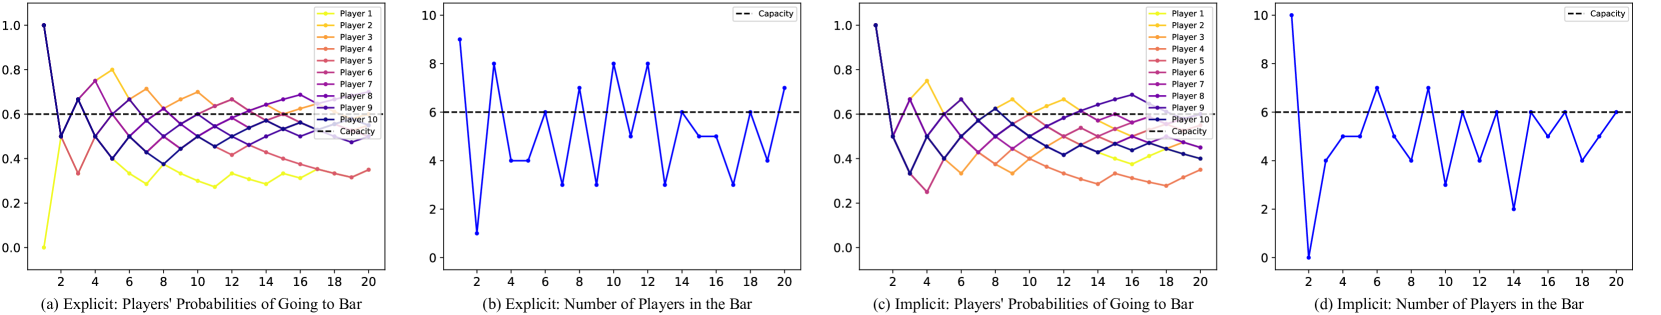 1.0
0.8
0.6
0.4
0.2
0.0
2 4 6 8 10 12 14 16 18 20
Player 1
Player 2
Player 3
Player 4
Player 5
Player 6
Player 7
Player 8
Player 9
Player 10
Capacity
(a) Explicit: Players' Probabilities of Going to Bar
10
8
6
4
2
0
2 4 6 8 10 12 14 16 18 20
Capacity
(b) Explicit: Number of Players in the Bar
1.0
0.8
0.6
0.4
0.2
0.0
2 4 6 8 10 12 14 16 18 20
Player 1
Player 2
Player 3
Player 4
Player 5
Player 6
Player 7
Player 8
Player 9
Player 10
Capacity
(c) Implicit: Players' Probabilities of Going to Bar
10
8
6
4
2
0
2 4 6 8 10 12 14 16 18 20
Capacity
(d) Implicit: Number of Players in the Bar